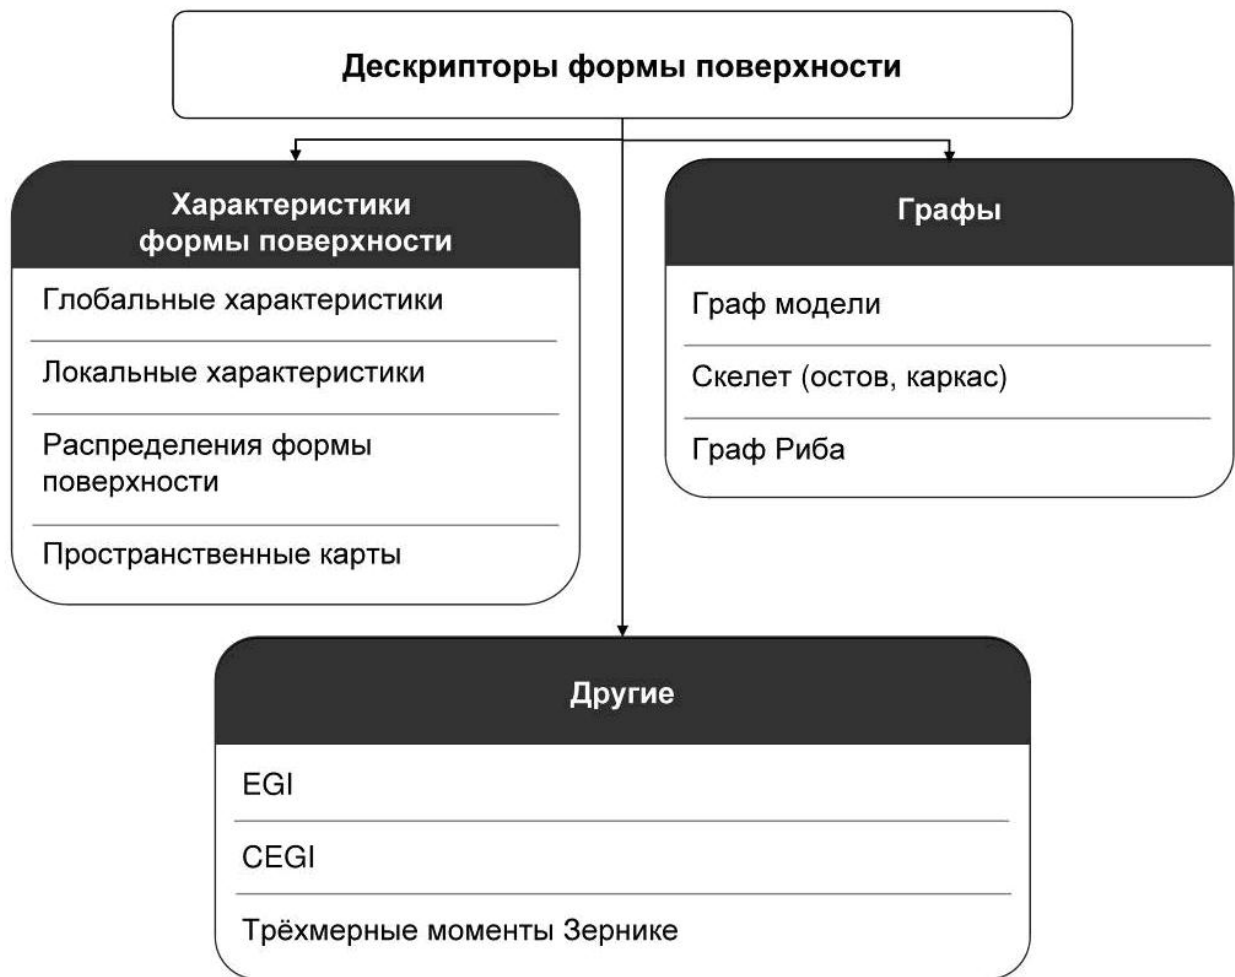 Дескрипторы формы поверхности
Характеристики
формы поверхности
Глобальные характеристики
Локальные характеристики
Распределения формы
поверхности
Пространственные карты
Графы
Граф модели
Скелет (остов, каркас)
Граф Риба
Другие
EGI
CEGI
Трёхмерные моменты Зернике